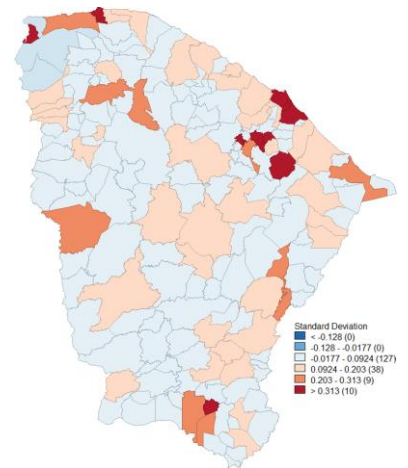 Standard Deviation
< -0.128 (0)
-0.128 - -0.0177 (0)
-0.0177 - 0.0924 (127)
0.0924 - 0.203 (38)
0.203 - 0.313 (9)
> 0.313 (10)